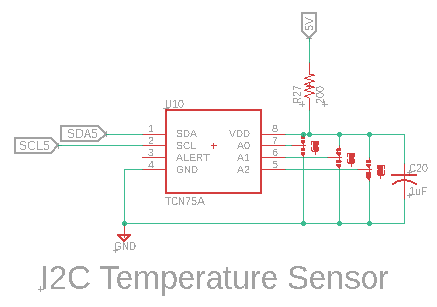 5V
R27
200
U10
SDA5
SCL5
1 SDA VDD 8
2 SCL A0 7
3 ALERT A1 6
4 GND A2 5
TCN75A
C20
1uF
GND
I2C Temperature Sensor